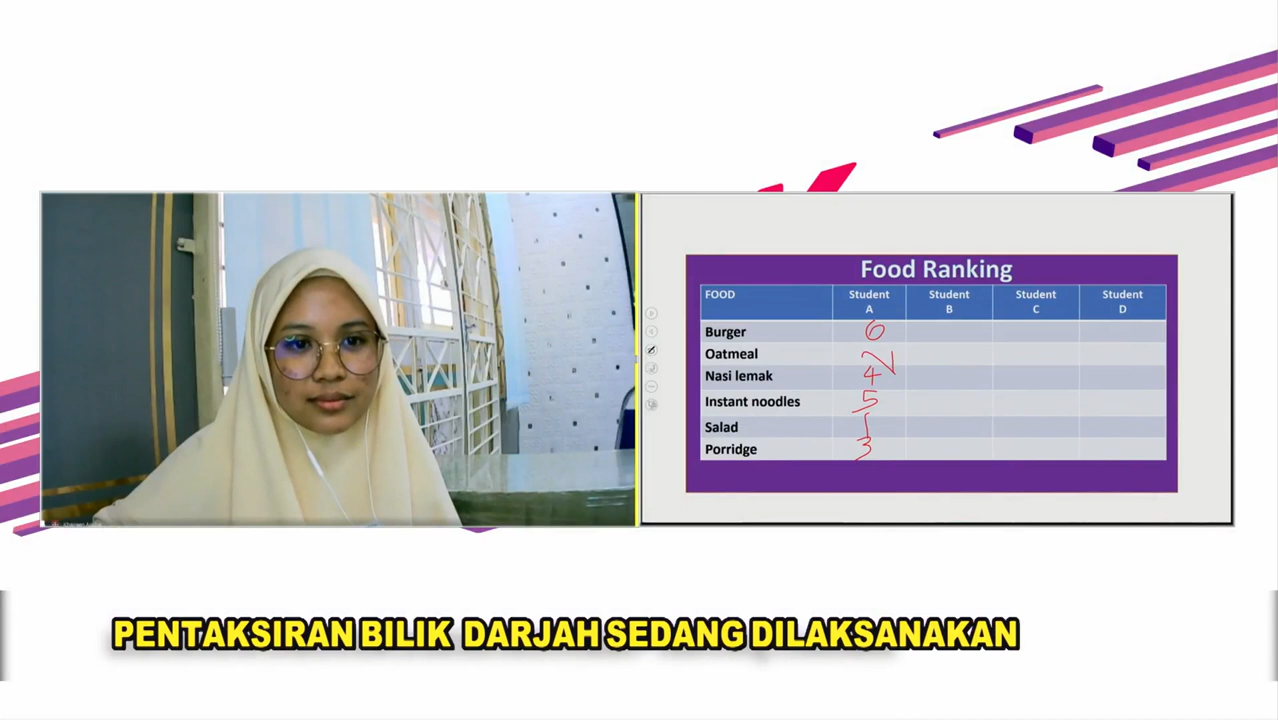 Food Ranking
FOOD Student A Student B Student C Student D
Burger 6
Oatmeal 2
Nasi lemak 4
Instant noodles 5
Salad 1
Porridge 3
PENTAKSIRAN BILIK DARJAH SEDANG DILAKSANAKAN